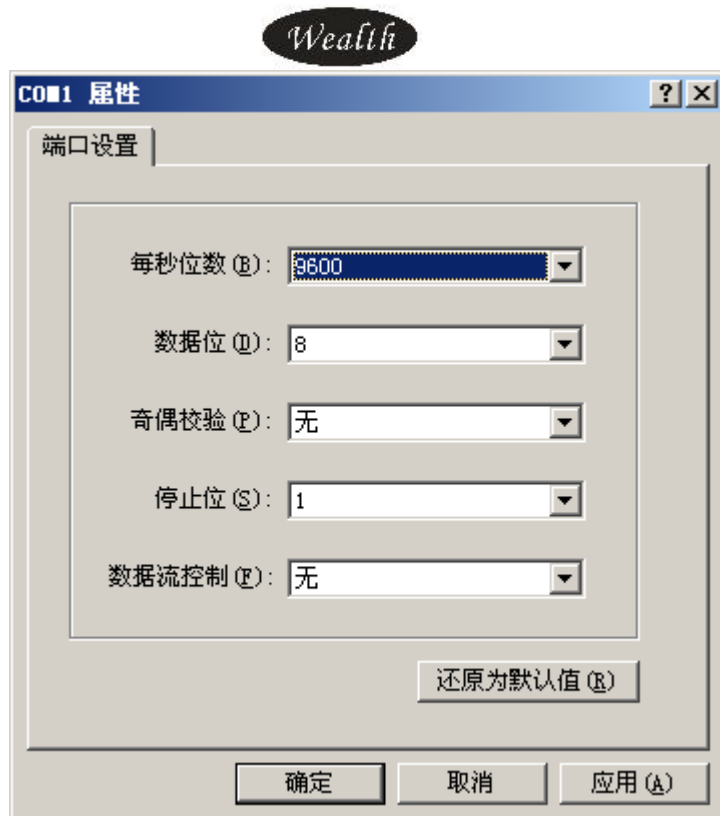 Wealth
COM1 属性
端口设置
每秒位数(B): 9600
数据位(D): 8
奇偶校验(P): 无
停止位(S): 1
数据流控制(F): 无
还原为默认值(R)
确定 取消 应用(A)